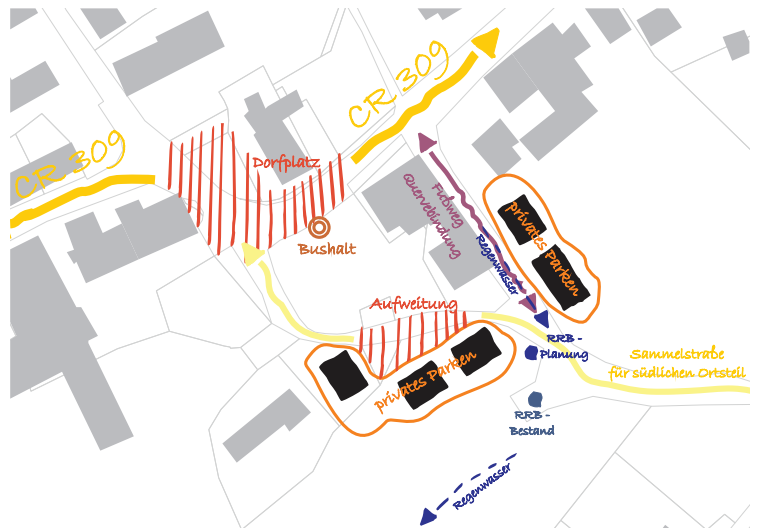 CR 309
CR 309
Dorfplatz
Bushalt
Fußweg
Quervebindung
Regenwasser
privates Parken
Aufweitung
privates Parken
RRB -
Planung
Sammelstraße
für südlichen Ortsteil
RRB -
Bestand
Regenwasser